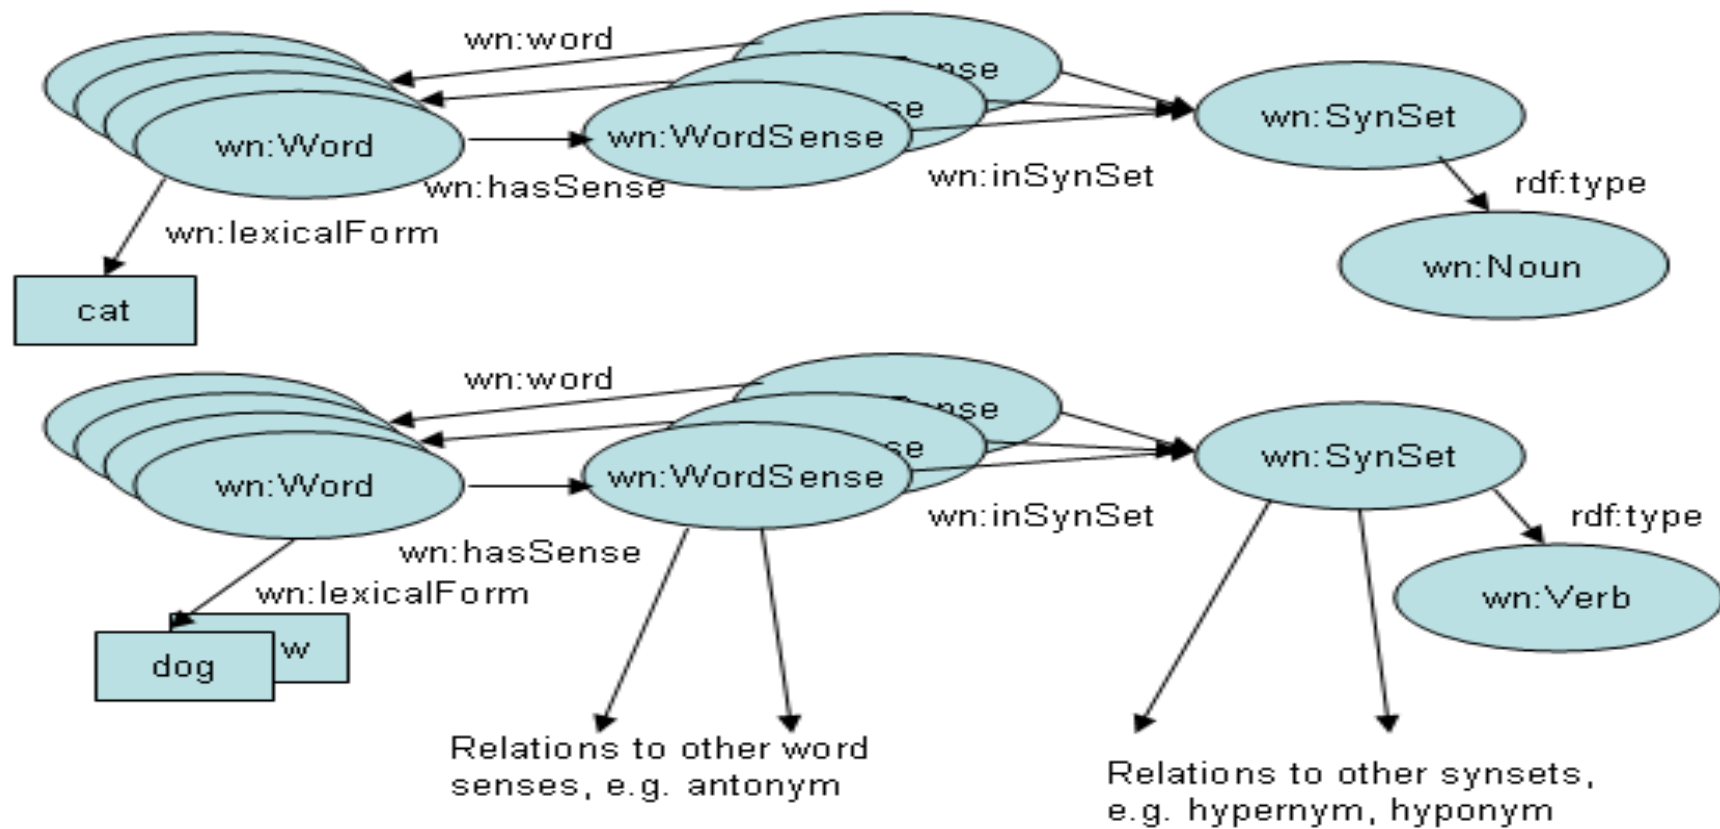 wn:word
wn:Word
wn:WordSense
wn:SynSet
wn:hasSense
wn:inSynSet
rdf:type
wn:lexicalForm
wn:Noun
cat
wn:word
wn:Word
wn:WordSense
wn:SynSet
wn:hasSense
wn:inSynSet
rdf:type
wn:lexicalForm
wn:Verb
dog
w
Relations to other word
senses, e.g. antonym
Relations to other synsets,
e.g. hypernym, hyponym